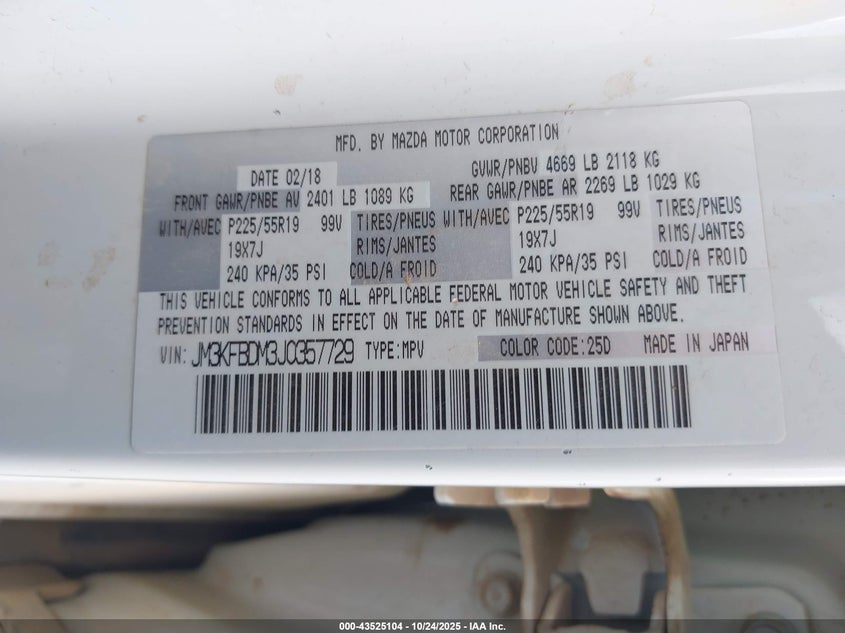 MFD. BY MAZDA MOTOR CORPORATION
DATE 02/18 GVWR/PNBV 4669 LB 2118 KG
FRONT GAWR/PNBE AV 2401 LB 1089 KG REAR GAWR/PNBE AR 2269 LB 1029 KG
WITH/AVEC P225/55R19 99V TIRES/PNEUS WITH/AVEC P225/55R19 99V TIRES/PNEUS
19X7J RIMS/JANTES 19X7J RIMS/JANTES
240 KPA/35 PSI COLD/A FROID 240 KPA/35 PSI COLD/A FROID
THIS VEHICLE CONFORMS TO ALL APPLICABLE FEDERAL MOTOR VEHICLE SAFETY AND THEFT
PREVENTION STANDARDS IN EFFECT ON THE DATE OF MANUFACTURE SHOWN ABOVE.
VIN: JM3KFBDM3J0357729 TYPE:MPV COLOR CODE:25D MADE IN JAPAN
000-43525104 - 10/24/2025 - IAA Inc.